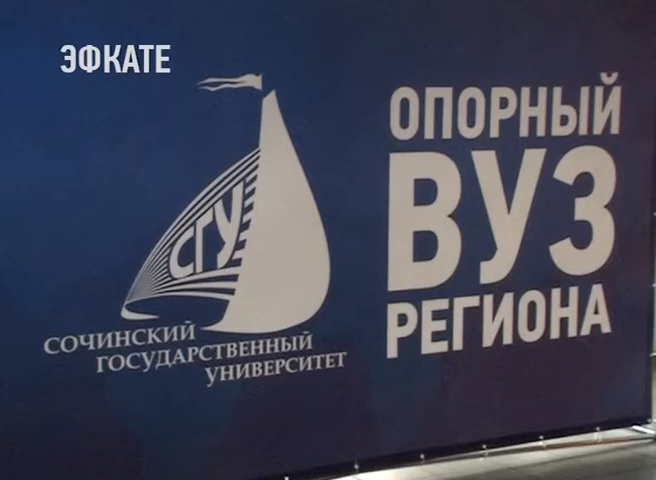 ЭФКАТЕ
СГУ
СОЧИНСКИЙ
ГОСУДАРСТВЕННЫЙ
УНИВЕРСИТЕТ
ОПОРНЫЙ
ВУЗ
РЕГИОНА